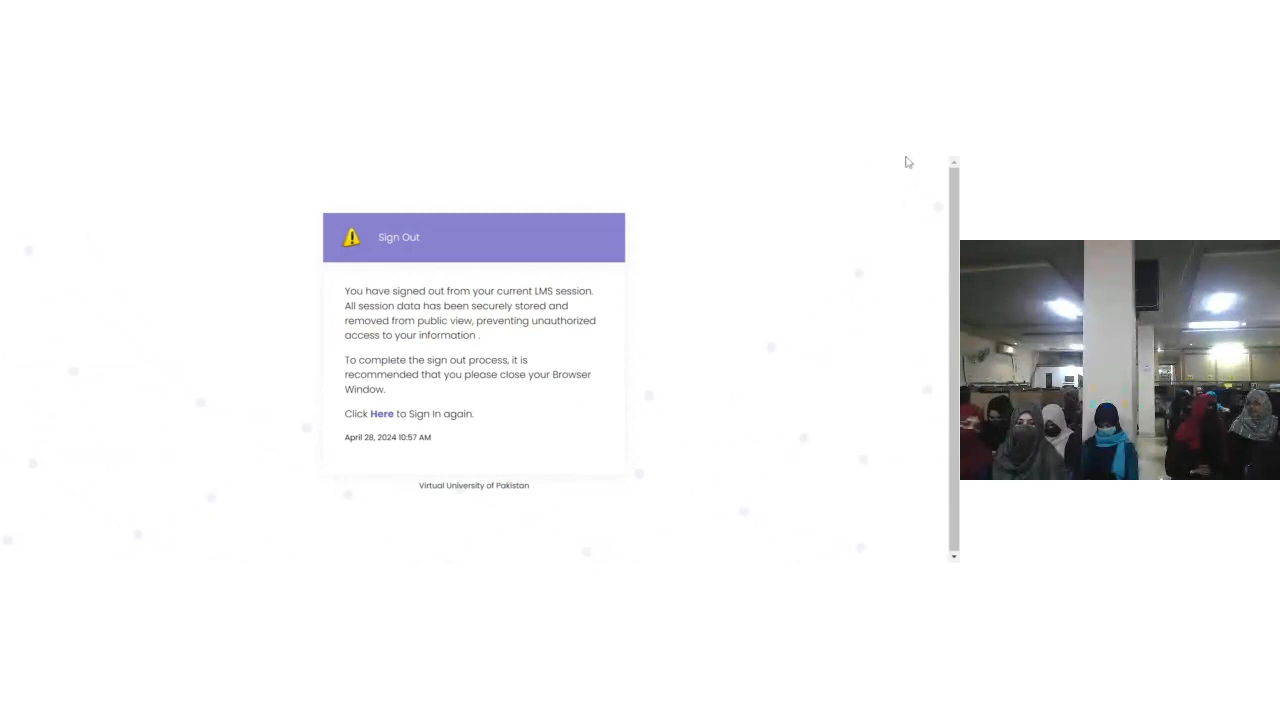 Sign Out
You have signed out from your current LMS session.
All session data has been securely stored and
removed from public view, preventing unauthorized
access to your information .
To complete the sign out process, it is
recommended that you please close your Browser
Window.
Click Here to Sign In again.
April 28, 2024 10:57 AM
Virtual University of Pakistan